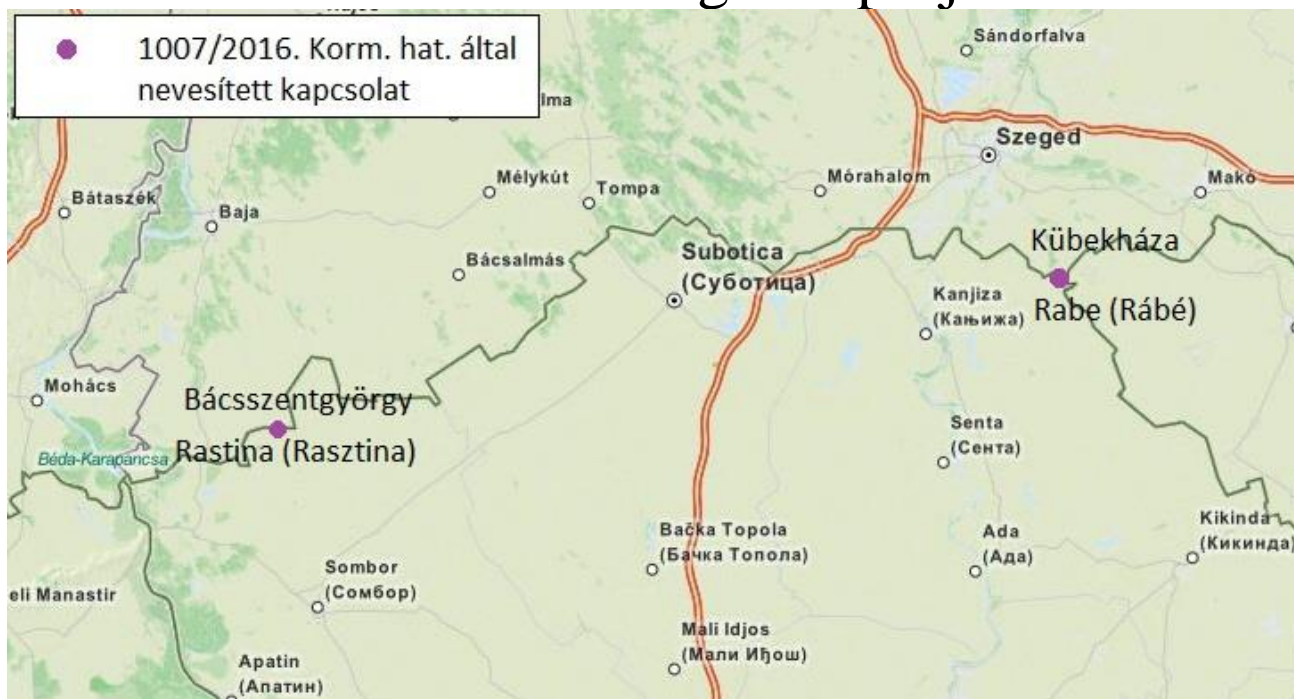 1007/2016. Korm. hat. által
nevesített kapcsolat
Sándorfalva
Szeged
Makó
Mórahalom
Mélykút
Tompa
Bátaszék
Baja
Bácsalmás
Subotica
(Суботица)
Kübekháza
Rabe (Rábé)
Kanjiza
(Кањижа)
Mohács
Bácsszentgyörgy
Rastina (Rasztina)
Béda-Karapancsa
Senta
(Сента)
Bačka Topola
(Бачка Топола)
Ada
(Ада)
Kikinda
(Кикинда)
Sombor
(Сомбор)
eli Manastir
Mali Idjos
(Мали Иђош)
Apatin
(Апатин)